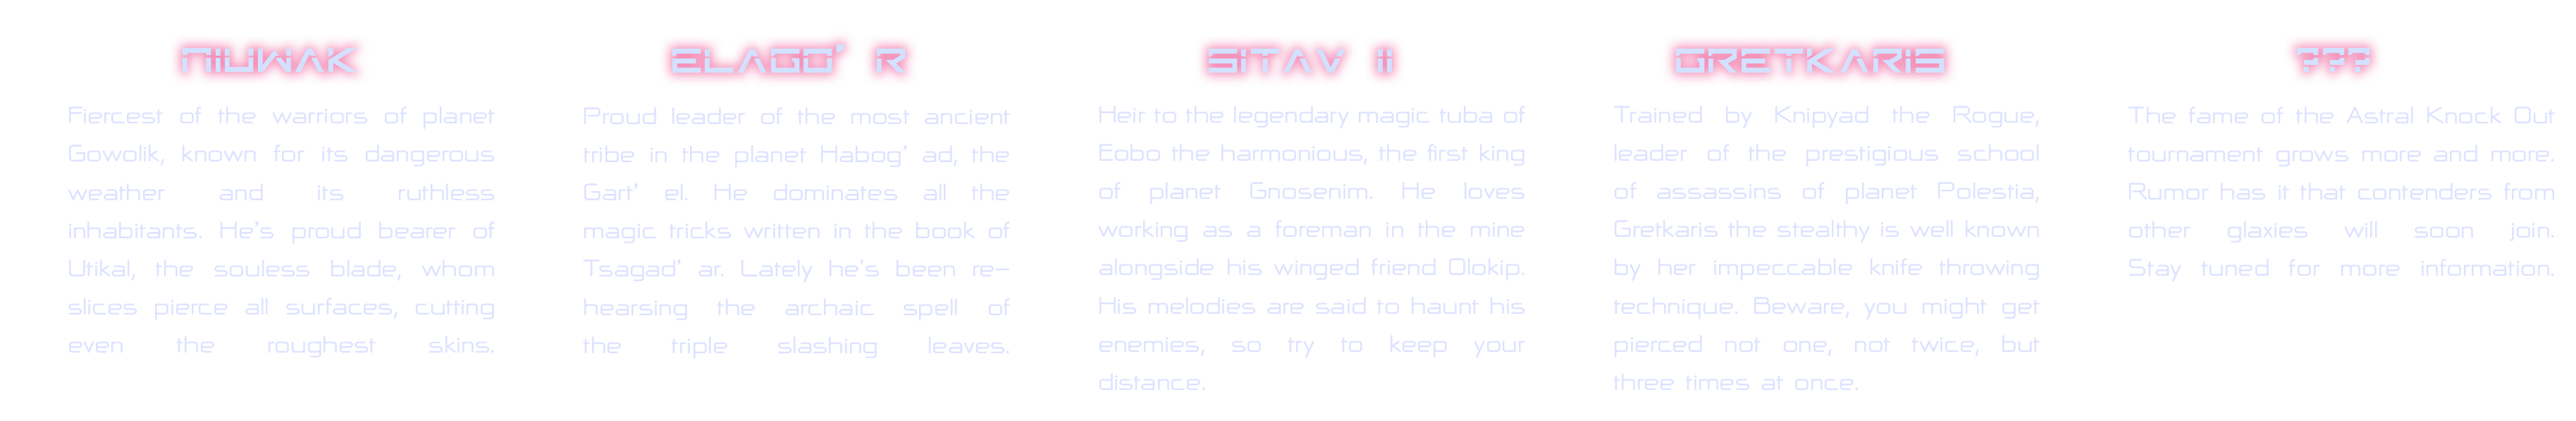 NIUWAK
Fiercest of the warriors of planet
Gowolik, known for its dangerous
weather and its ruthless
inhabitants. He's proud bearer of
Utikal, the souless blade, whom
slices pierce all surfaces, cutting
even the roughest skins.
ELAGO' R
Proud leader of the most ancient
tribe in the planet Habog' ad, the
Gart' el. He dominates all the
magic tricks written in the book of
Tsagad' ar. Lately he's been re-
hearsing the archaic spell of
the triple slashing leaves.
SITAV II
Heir to the legendary magic tuba of
Eobo the harmonious, the first king
of planet Gnosenim. He loves
working as a foreman in the mine
alongside his winged friend Olokip.
His melodies are said to haunt his
enemies, so try to keep your
distance.
GRETKARIS
Trained by Knipyad the Rogue,
leader of the prestigious school
of assassins of planet Polestia,
Gretkaris the stealthy is well known
by her impeccable knife throwing
technique. Beware, you might get
pierced not one, not twice, but
three times at once.
???
The fame of the Astral Knock Out
tournament grows more and more.
Rumor has it that contenders from
other glaxies will soon join.
Stay tuned for more information.